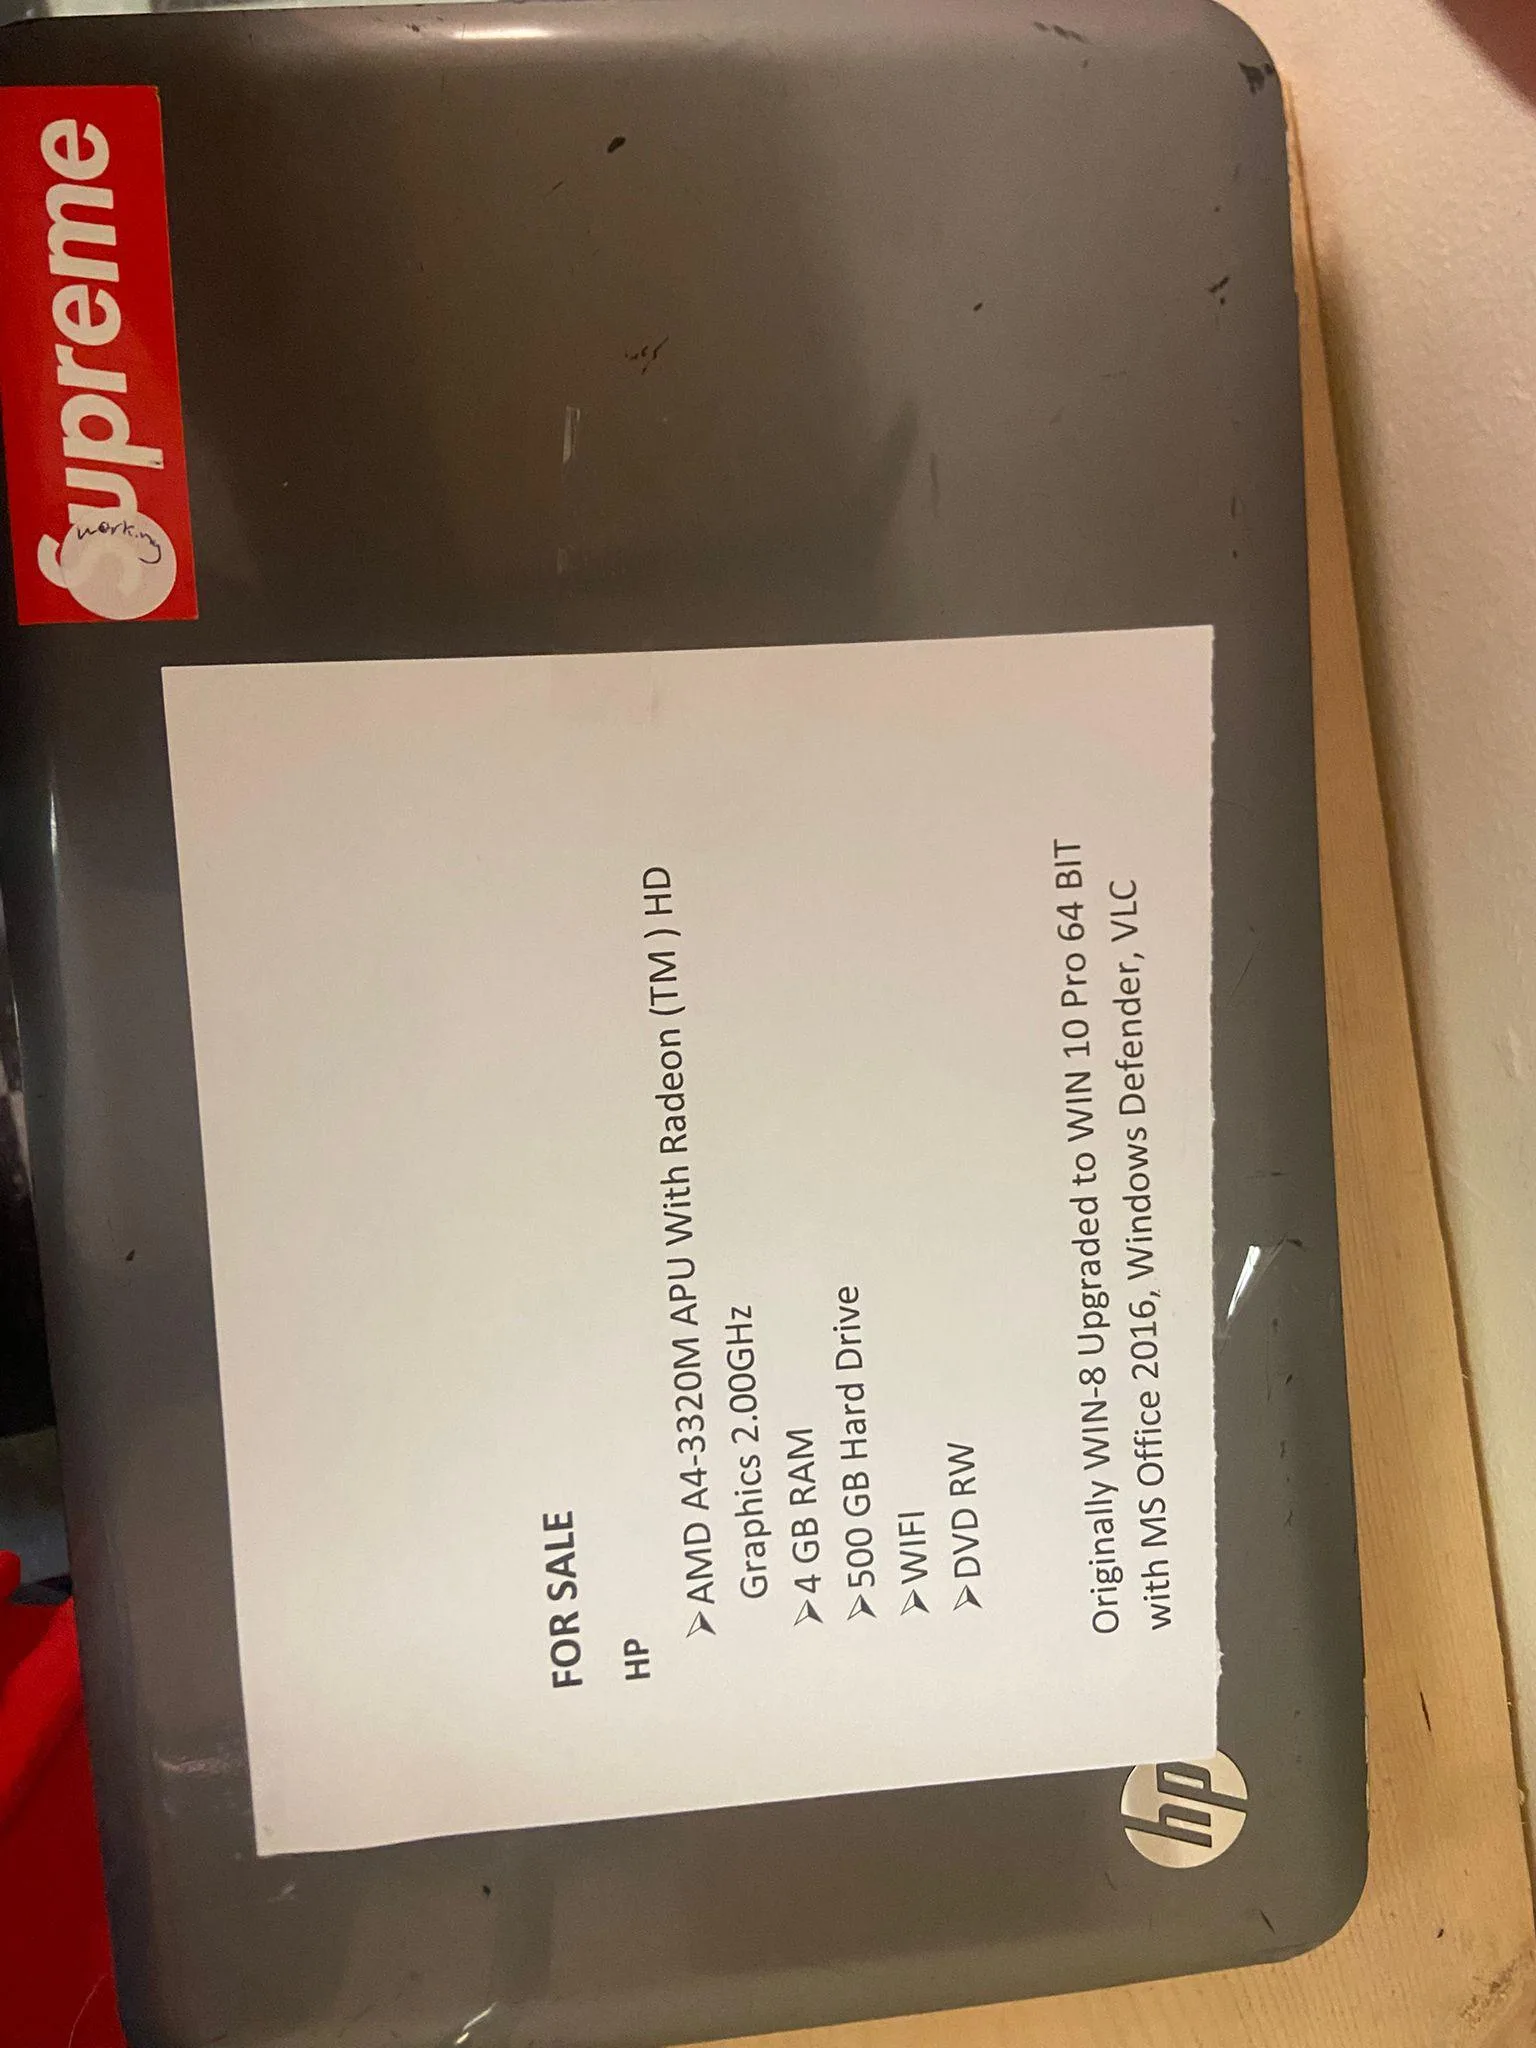 Supreme
working
FOR SALE
HP
➢ AMD A4-3320M APU With Radeon (TM ) HD
Graphics 2.00GHz
➢ 4 GB RAM
➢ 500 GB Hard Drive
➢ WIFI
➢ DVD RW
Originally WIN-8 Upgraded to WIN 10 Pro 64 BIT
with MS Office 2016, Windows Defender, VLC
hp